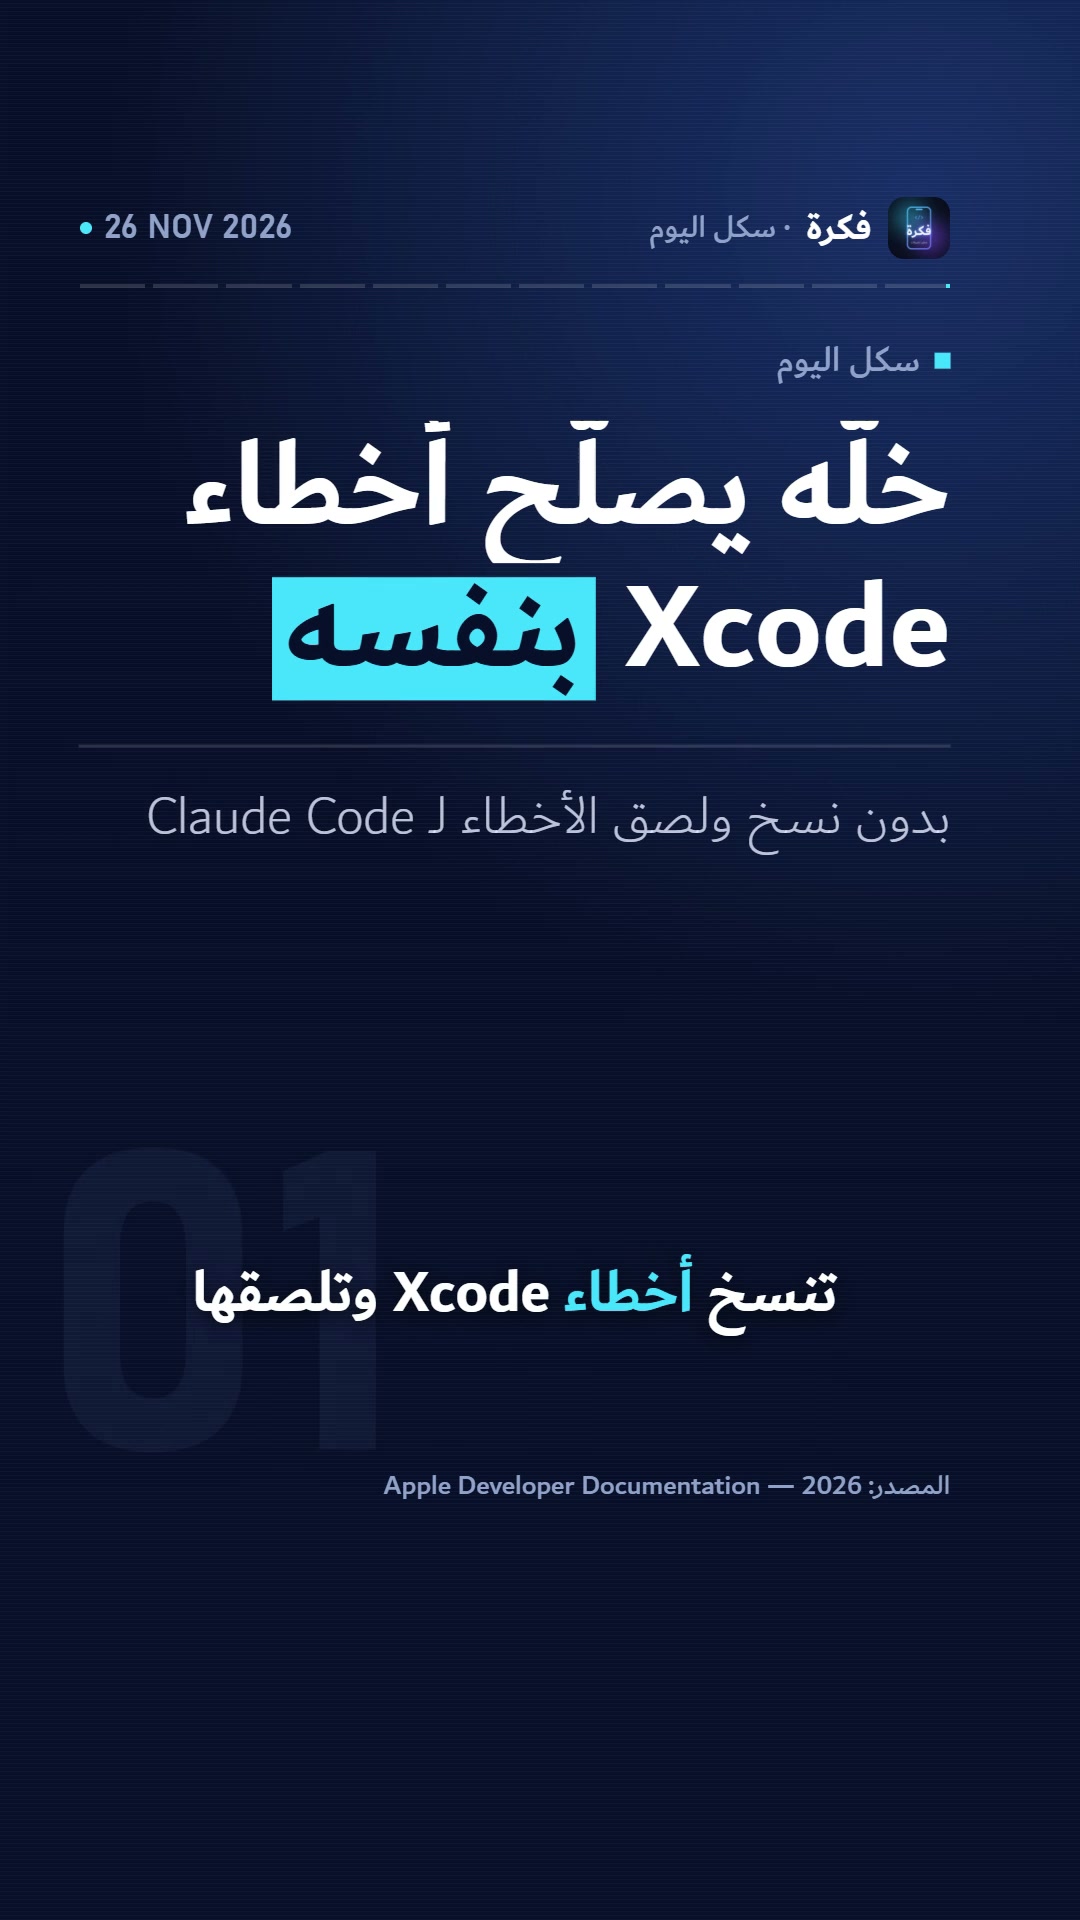 فكرة · سكل اليوم
26 NOV 2026
سكل اليوم
خلّه يصلّح أخطاء
Xcode بنفسه
بدون نسخ ولصق الأخطاء لـ Claude Code
01
تنسخ أخطاء Xcode وتلصقها
المصدر: Apple Developer Documentation — 2026